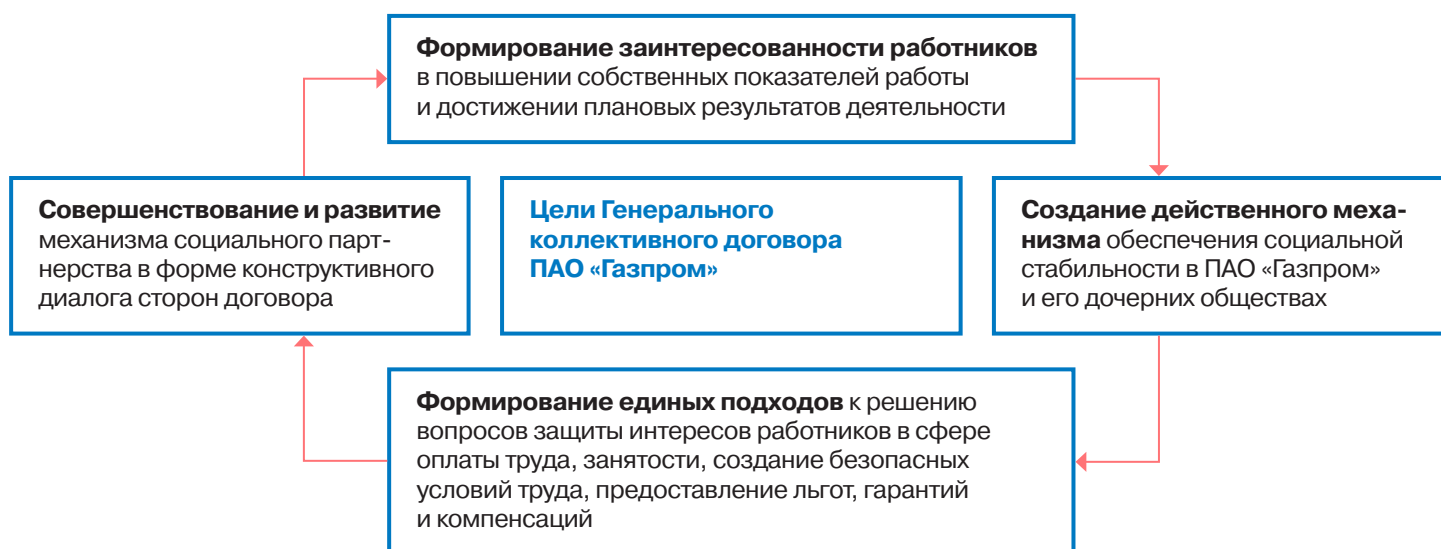 Формирование заинтересованности работников
в повышении собственных показателей работы
и достижении плановых результатов деятельности
Совершенствование и развитие
механизма социального парт-
нерства в форме конструктивного
диалога сторон договора
Цели Генерального
коллективного договора
ПАО «Газпром»
Создание действенного меха-
низма обеспечения социальной
стабильности в ПАО «Газпром»
и его дочерних обществах
Формирование единых подходов к решению
вопросов защиты интересов работников в сфере
оплаты труда, занятости, создание безопасных
условий труда, предоставление льгот, гарантий
и компенсаций